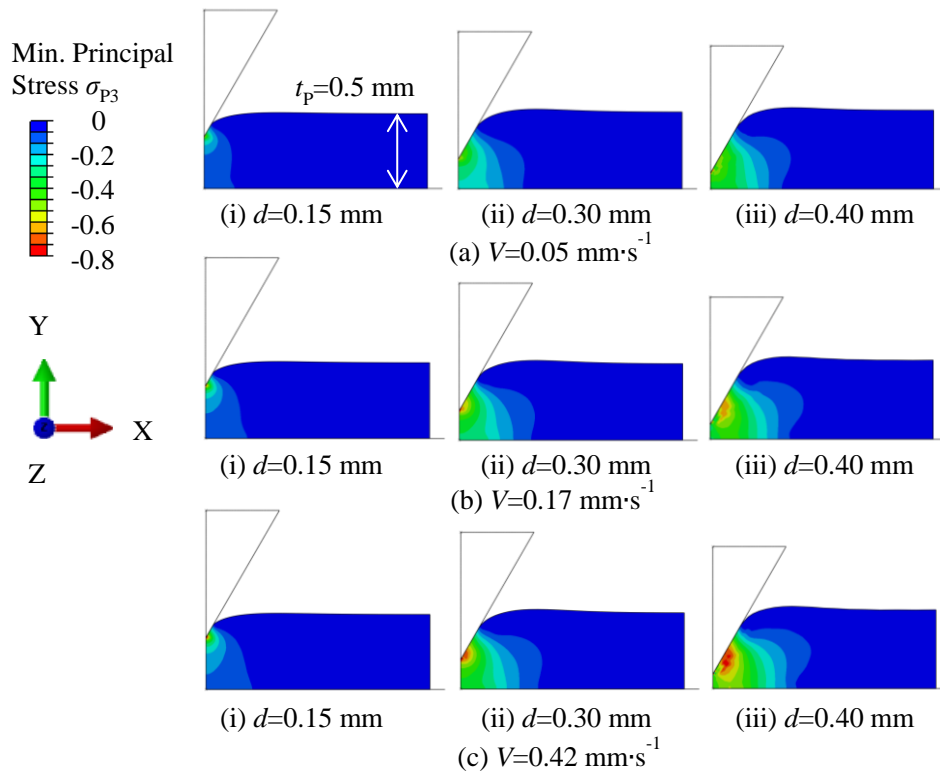 Min. Principal
Stress σP3
0
-0.2
-0.4
-0.6
-0.8
tP=0.5 mm
(i) d=0.15 mm
(ii) d=0.30 mm
(iii) d=0.40 mm
(a) V=0.05 mm·s-1
Y
X
Z
(i) d=0.15 mm
(ii) d=0.30 mm
(iii) d=0.40 mm
(b) V=0.17 mm·s-1
(i) d=0.15 mm
(ii) d=0.30 mm
(iii) d=0.40 mm
(c) V=0.42 mm·s-1